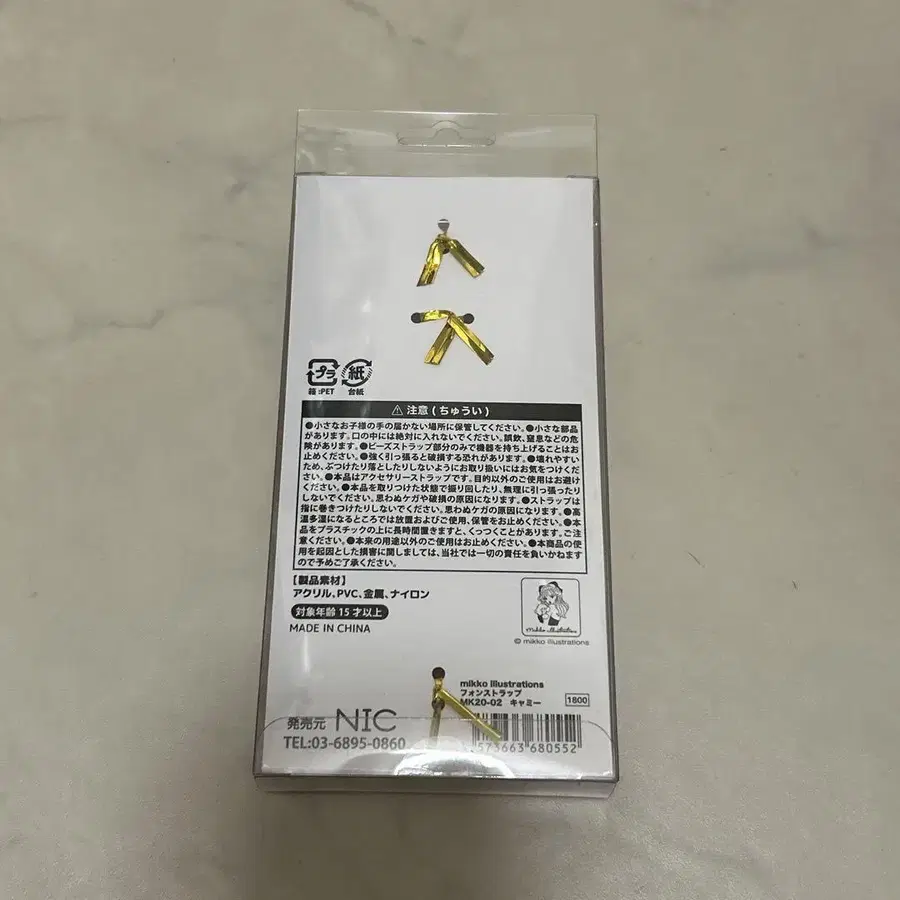 プラ
紙
箱:PET
台紙
⚠ 注意 (ちゅうい)
●小さなお子様の手の届かない場所に保管してください。●小さな部品
があります。口の中には絶対に入れないでください。誤飲、窒息などの危
険があります。●ビーズストラップ部分のみで機器を持ち上げることはお
止めください。●強く引っ張ると破損する恐れがあります。●壊れやすい
ため、ぶつけたり落としたりしないようにお取り扱いにはお気をつけくだ
さい。●本品はアクセサリーストラップです。目的以外のご使用はお避け
ください。●本品を取りつけた状態で振り回したり、無理に引っ張ったり
しないでください。思わぬケガや破損の原因になります。●ストラップは
指に巻きつけたりしないでください。思わぬケガの原因になります。●高
温多湿になるところでは放置およびご使用、保管をお止めください。●本
品をプラスチックの上に長時間置きますと、くっつくことがあります。ご注
意ください。●本来の用途以外のご使用はお止めください。●本商品の使
用を起因とした損害に関しましては、当社では一切の責任を負いかねます
ので予めご了承ください。
【製品素材】
アクリル、PVC、金属、ナイロン
対象年齢 15 才以上
MADE IN CHINA
mikko illustrations
© mikko illustrations
mikko illustrations
フォンストラップ
MK20-02 キャミー
1800
発売元 NIC
TEL:03-6895-0860
573663 680552